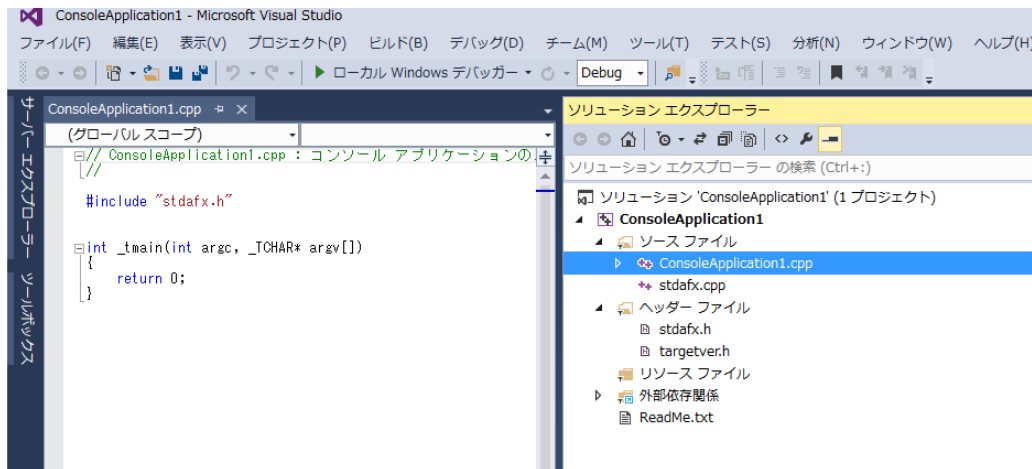 ConsoleApplication1 - Microsoft Visual Studio
ファイル(F) 編集(E) 表示(V) プロジェクト(P) ビルド(B) デバッグ(D) チーム(M) ツール(T) テスト(S) 分析(N) ウィンドウ(W) ヘルプ(H
ローカル Windows デバッガー Debug
サーバー エクスプローラー
ツールボックス
ConsoleApplication1.cpp
(グローバル スコープ)
// ConsoleApplication1.cpp : コンソール アプリケーションの
//
#include "stdafx.h"
int _tmain(int argc, _TCHAR* argv[])
{
return 0;
}
ソリューション エクスプローラー
ソリューション エクスプローラー の検索 (Ctrl+:)
ソリューション 'ConsoleApplication1' (1 プロジェクト)
ConsoleApplication1
ソース ファイル
ConsoleApplication1.cpp
stdafx.cpp
ヘッダー ファイル
stdafx.h
targetver.h
リソース ファイル
外部依存関係
ReadMe.txt